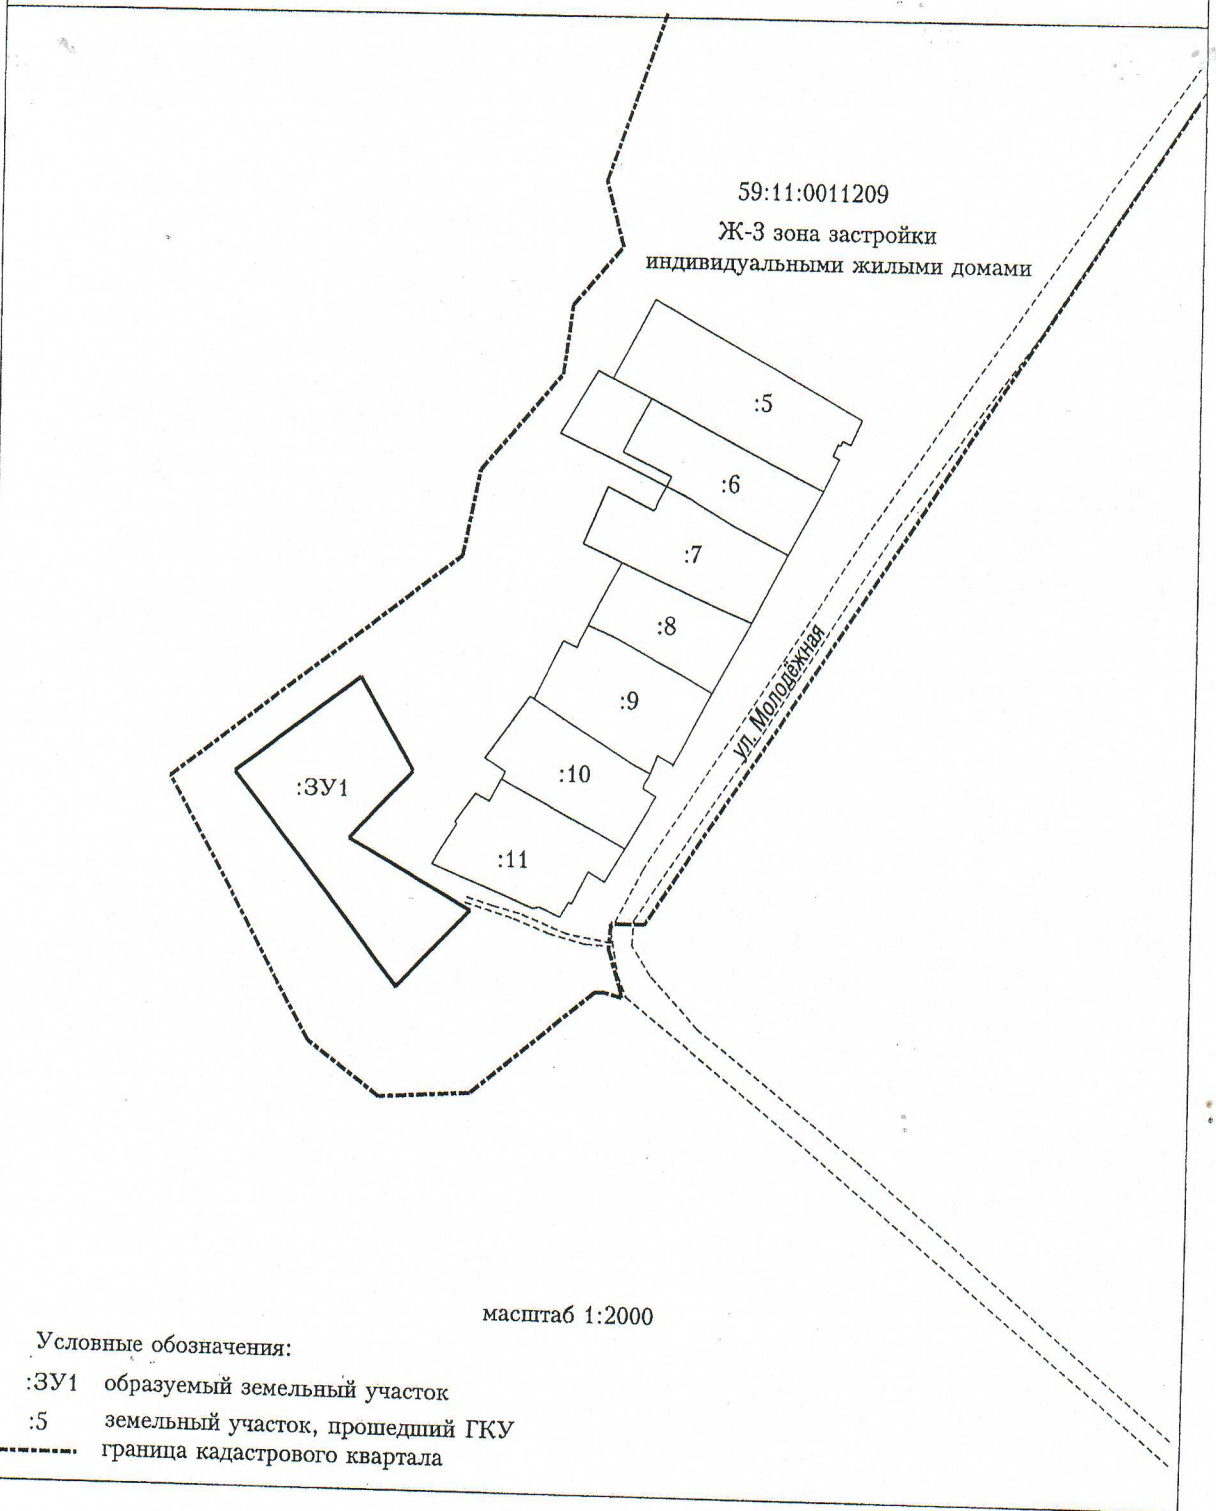 59:11:0011209
Ж-3 зона застройки
индивидуальными жилыми домами
:5
:6
:7
:8
ул. Молодёжная
:9
:10
:ЗУ1
:11
масштаб 1:2000
Условные обозначения:
:ЗУ1 образуемый земельный участок
:5 земельный участок, прошедший ГКУ
граница кадастрового квартала